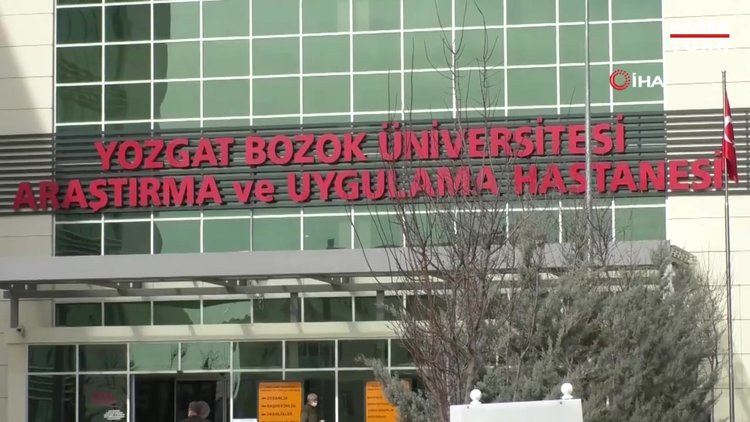 İHA
YOZGAT BOZOK ÜNİVERSİTESİ
ARAŞTIRMA ve UYGULAMA HASTANESİ